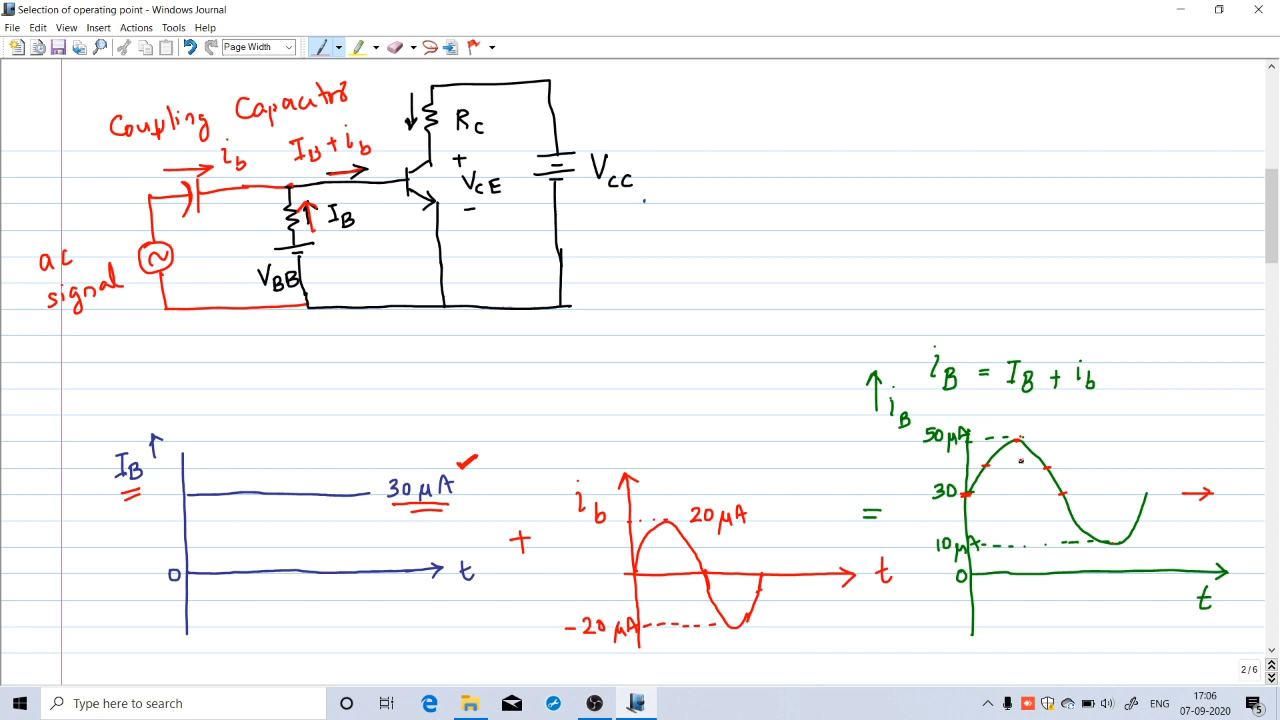 Selection of operating point - Windows Journal
File Edit View Insert Actions Tools Help
Page Width
Coupling Capacitor
ib
IB + ib
RC
+
VCE
-
VCC
IB
ac
signal
VBB
iB = IB + ib
iB
50 μA
30
10 μA
0
t
IB
30 μA
0
t
+
ib
20 μA
-20 μA
t
=
2/6
Type here to search
ENG
17:06
07-09-2020
5